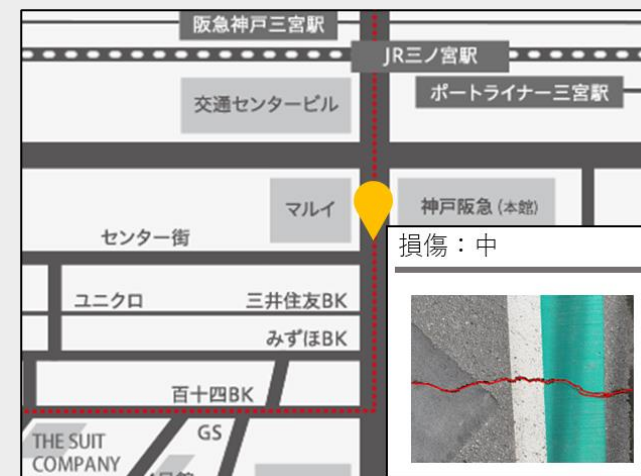 阪急神戸三宮駅
JR三ノ宮駅
交通センタービル
ポートライナー三宮駅
マルイ
神戸阪急 (本館)
センター街
損傷：中
ユニクロ
三井住友BK
みずほBK
百十四BK
THE SUIT
COMPANY
GS